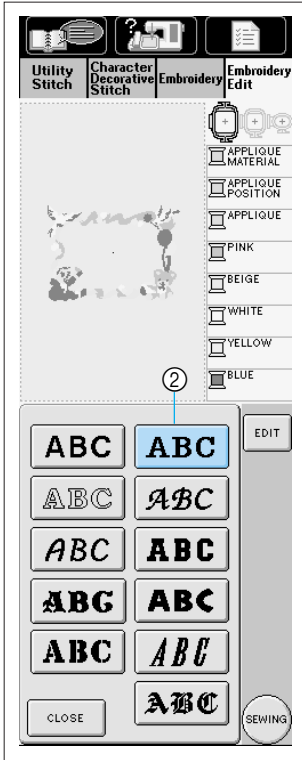 ?
Utility
Stitch
Character
Decorative
Stitch
Embroidery
Embroidery
Edit
APPLIQUE
MATERIAL
APPLIQUE
POSITION
APPLIQUE
PINK
BEIGE
WHITE
YELLOW
BLUE
②
EDIT
ABC
ABC
ABC
ABC
ABC
ABC
ABC
ABC
ABC
ABC
ABC
CLOSE
SEWING